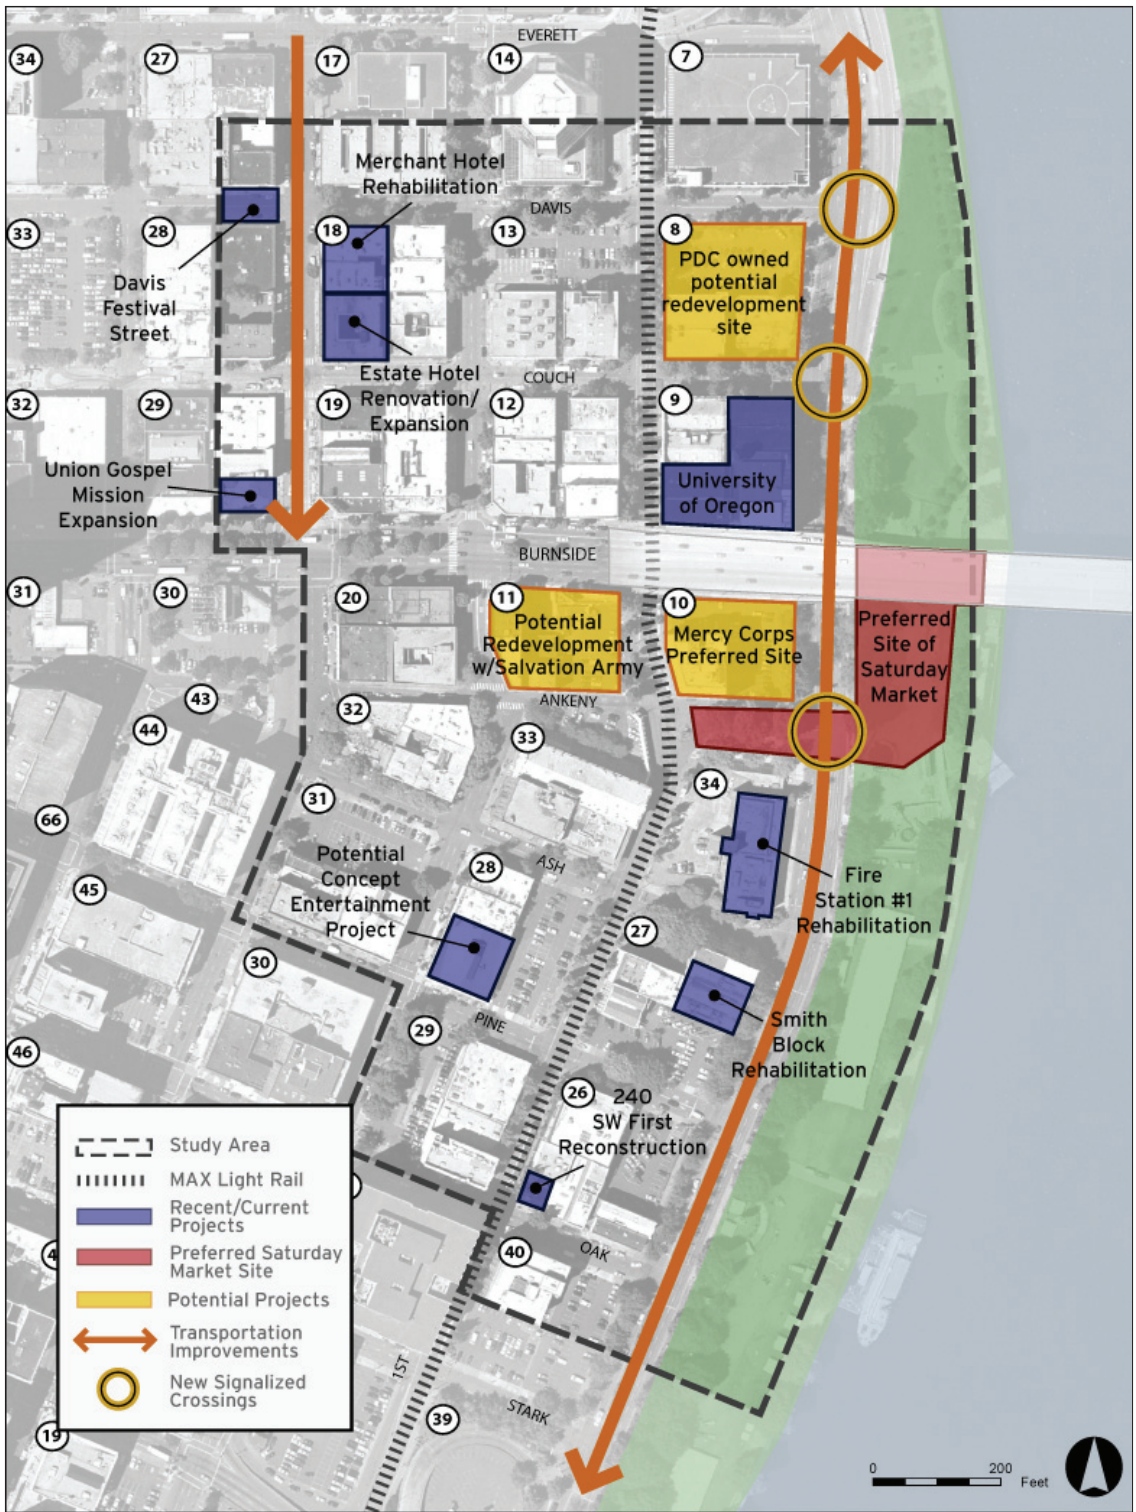 EVERETT
34
27
17
14
7
Merchant Hotel
Rehabilitation
DAVIS
33
28
18
13
8
PDC owned
potential
redevelopment
site
Davis
Festival
Street
Estate Hotel
Renovation/
Expansion
COUCH
32
29
19
12
9
Union Gospel
Mission
Expansion
University
of Oregon
BURNSIDE
31
30
20
11
10
Potential
Redevelopment
w/Salvation Army
Mercy Corps
Preferred Site
Preferred
Site of
Saturday
Market
ANKENY
43
44
32
33
34
31
66
45
Potential
Concept
Entertainment
Project
28
ASH
Fire
Station #1
Rehabilitation
27
30
PINE
29
46
Smith
Block
Rehabilitation
26
240
SW First
Reconstruction
40
OAK
1ST
39
STARK
19
Study Area
MAX Light Rail
Recent/Current
Projects
Preferred Saturday
Market Site
Potential Projects
Transportation
Improvements
New Signalized
Crossings
0
200
Feet